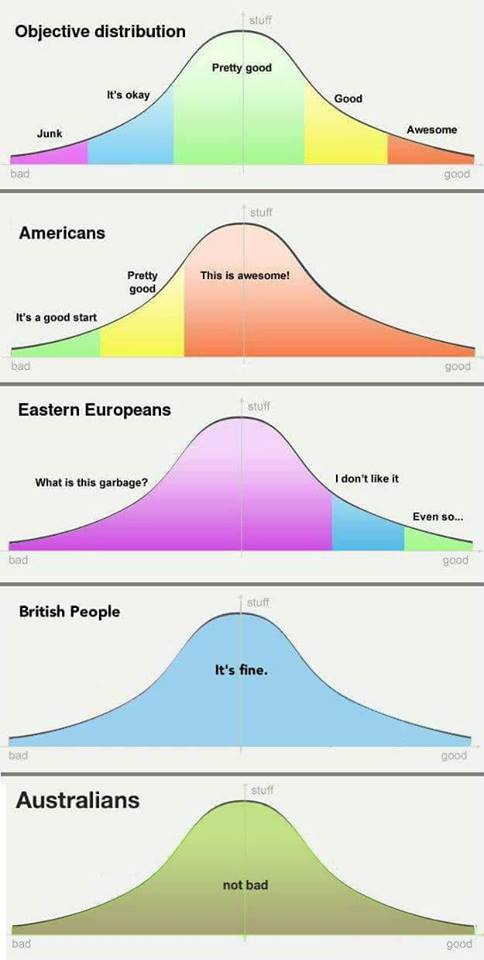 stuff
Objective distribution
Pretty good
It's okay
Good
Junk
Awesome
bad
good
stuff
Americans
Pretty
good
This is awesome!
It's a good start
bad
good
stuff
Eastern Europeans
What is this garbage?
I don't like it
Even so...
bad
good
stuff
British People
It's fine.
bad
good
stuff
Australians
not bad
bad
good